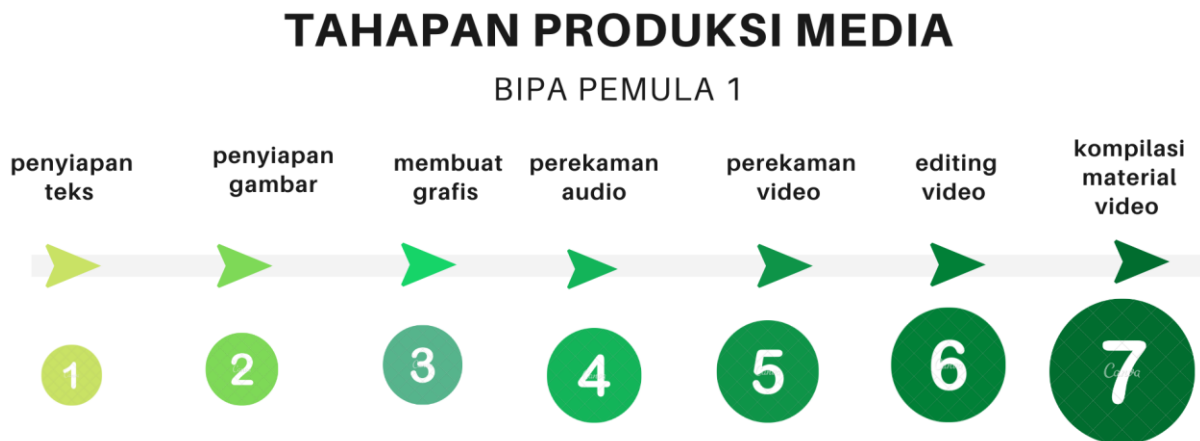 TAHAPAN PRODUKSI MEDIA
BIPA PEMULA 1
penyiapan
teks
penyiapan
gambar
membuat
grafis
perekaman
audio
perekaman
video
editing
video
kompilasi
material
video
1
2
3
4
5
6
7
Canva